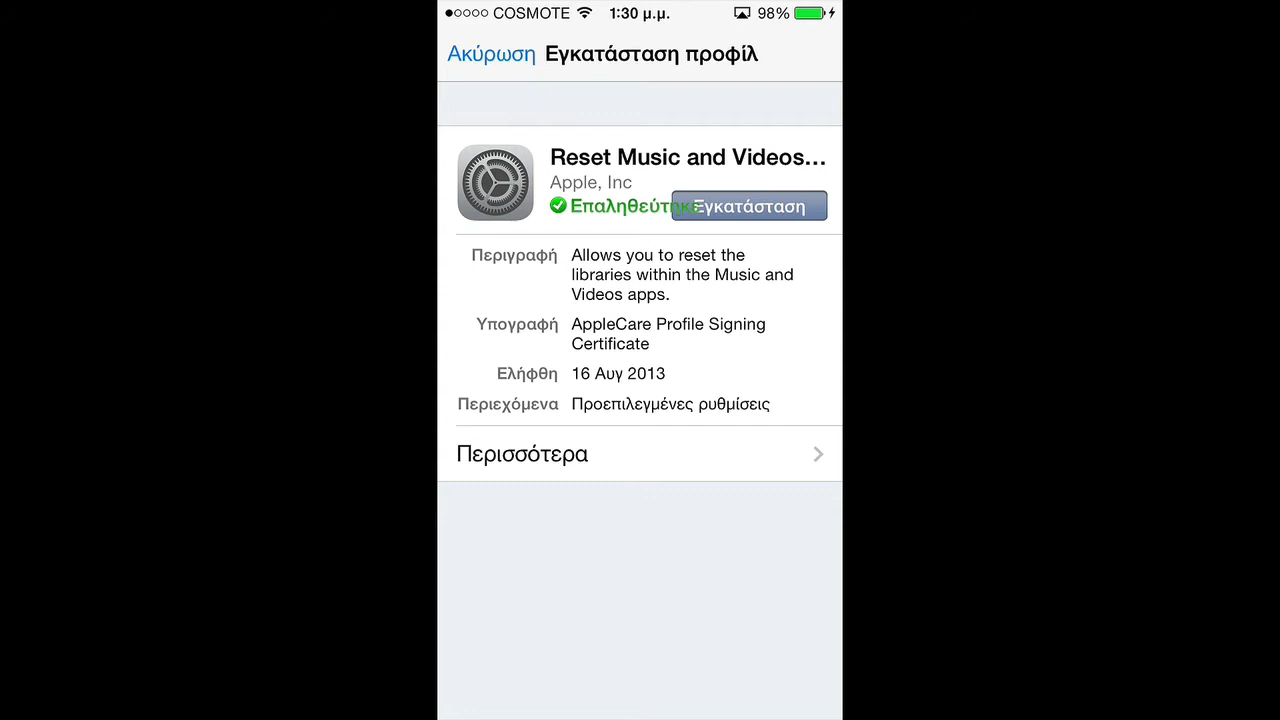 COSMOTE 1:30 μ.μ. 98%
Ακύρωση Εγκατάσταση προφίλ
Reset Music and Videos...
Apple, Inc
Επαληθεύτηκε Εγκατάσταση
Περιγραφή Allows you to reset the
libraries within the Music and
Videos apps.
Υπογραφή AppleCare Profile Signing
Certificate
Ελήφθη 16 Αυγ 2013
Περιεχόμενα Προεπιλεγμένες ρυθμίσεις
Περισσότερα